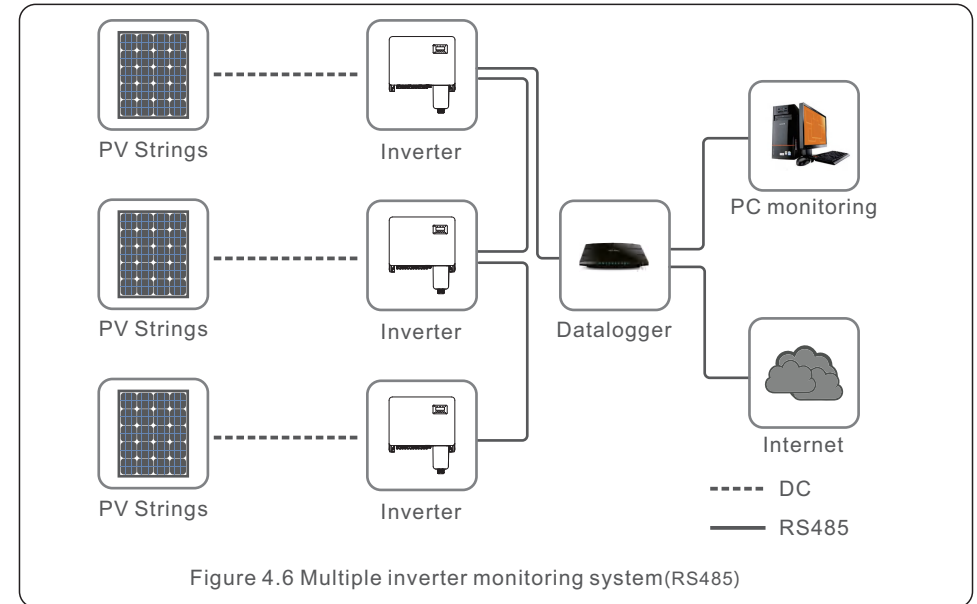 PV Strings
Inverter
PC monitoring
PV Strings
Inverter
Datalogger
Internet
DC
PV Strings
Inverter
RS485
Figure 4.6 Multiple inverter monitoring system(RS485)